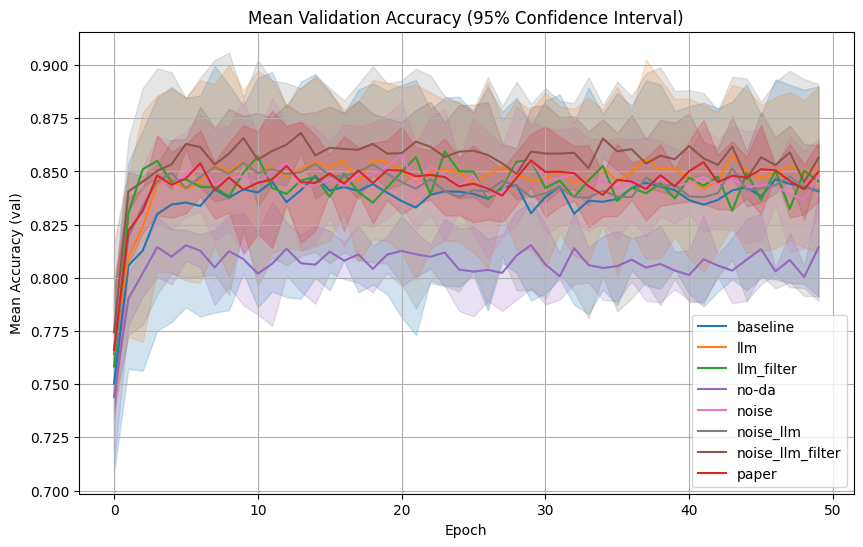 Mean Validation Accuracy (95% Confidence Interval)
Mean Accuracy (val)
0.900
0.875
0.850
0.825
0.800
0.775
0.750
0.725
0.700
0
10
20
30
40
50
Epoch
baseline
llm
llm_filter
no-da
noise
noise_llm
noise_llm_filter
paper